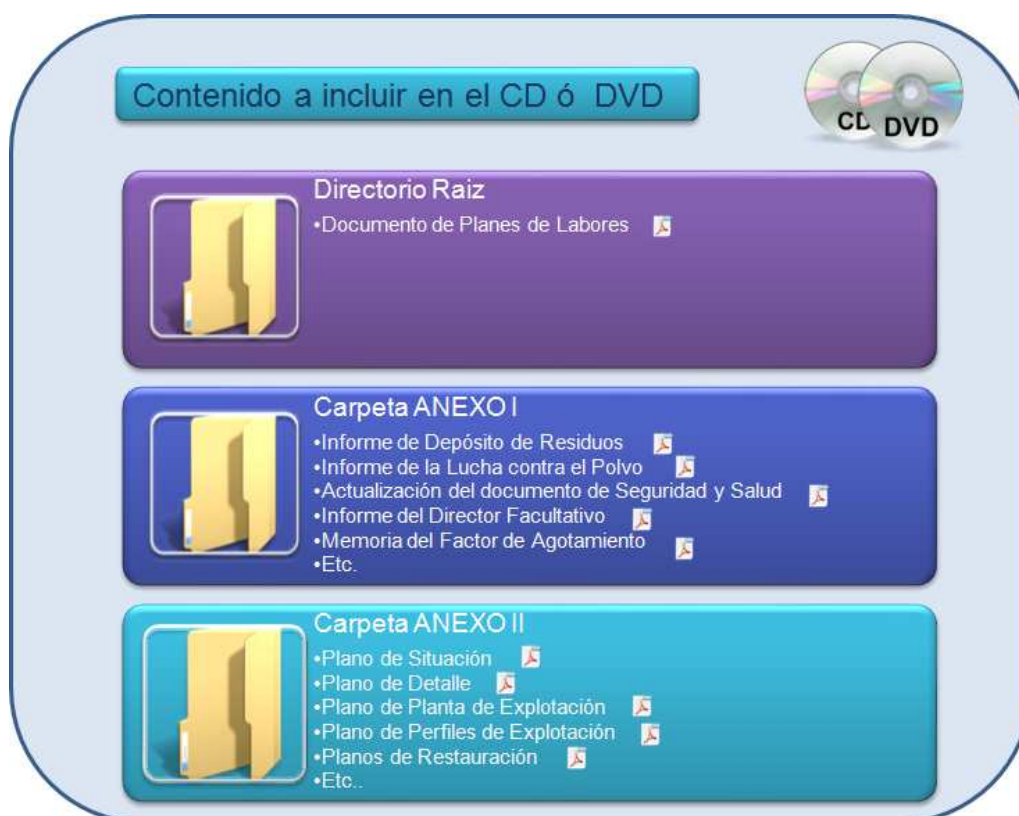 Contenido a incluir en el CD ó DVD
CD DVD
Directorio Raiz
•Documento de Planes de Labores
Carpeta ANEXO I
•Informe de Depósito de Residuos
•Informe de la Lucha contra el Polvo
•Actualización del documento de Seguridad y Salud
•Informe del Director Facultativo
•Memoria del Factor de Agotamiento
•Etc.
Carpeta ANEXO II
•Plano de Situación
•Plano de Detalle
•Plano de Planta de Explotación
•Plano de Perfiles de Explotación
•Planos de Restauración
•Etc..